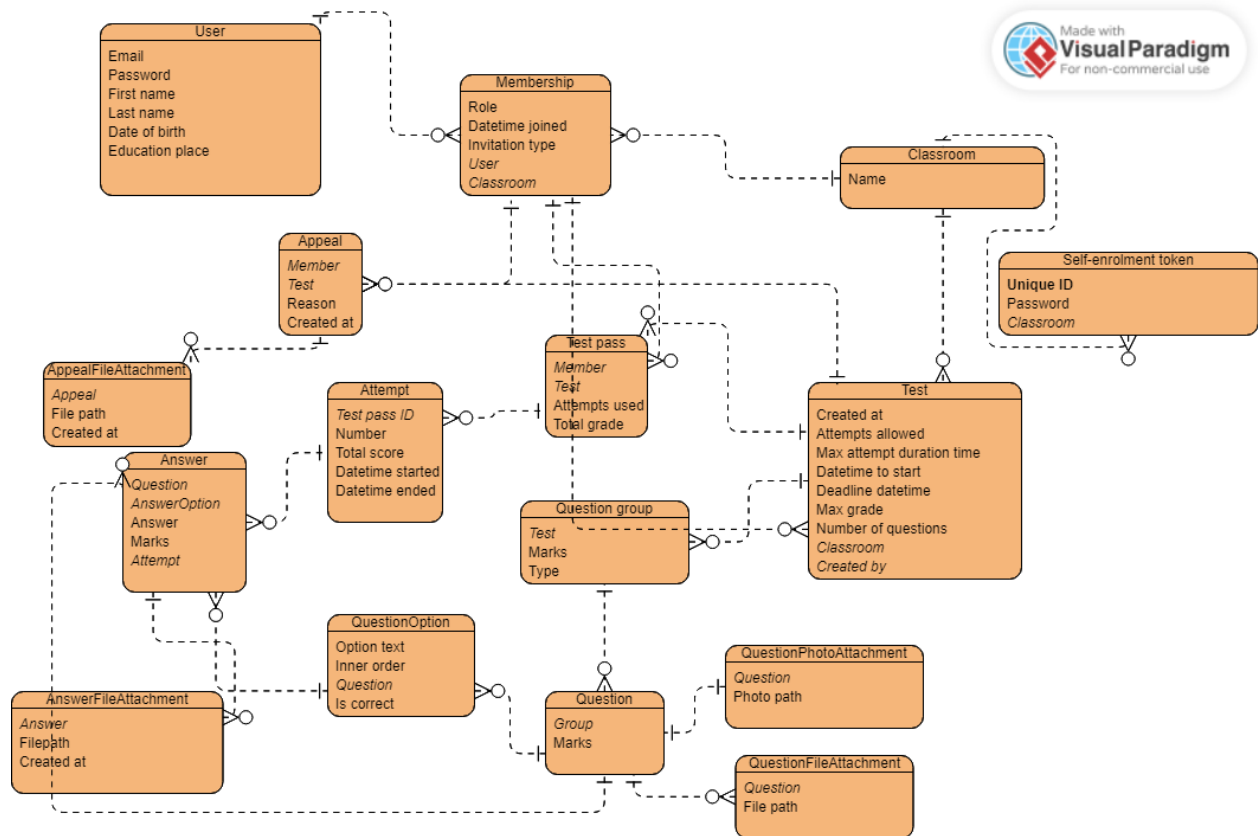 Made with
Visual Paradigm
For non-commercial use
User
Email
Password
First name
Last name
Date of birth
Education place
Membership
Role
Datetime joined
Invitation type
User
Classroom
Classroom
Name
Appeal
Member
Test
Reason
Created at
Self-enrolment token
Unique ID
Password
Classroom
AppealFileAttachment
Appeal
File path
Created at
Attempt
Test pass ID
Number
Total score
Datetime started
Datetime ended
Test pass
Member
Test
Attempts used
Total grade
Test
Created at
Attempts allowed
Max attempt duration time
Datetime to start
Deadline datetime
Max grade
Number of questions
Classroom
Created by
Answer
Question
AnswerOption
Answer
Marks
Attempt
Question group
Test
Marks
Type
QuestionOption
Option text
Inner order
Question
Is correct
QuestionPhotoAttachment
Question
Photo path
AnswerFileAttachment
Answer
Filepath
Created at
Question
Group
Marks
QuestionFileAttachment
Question
File path